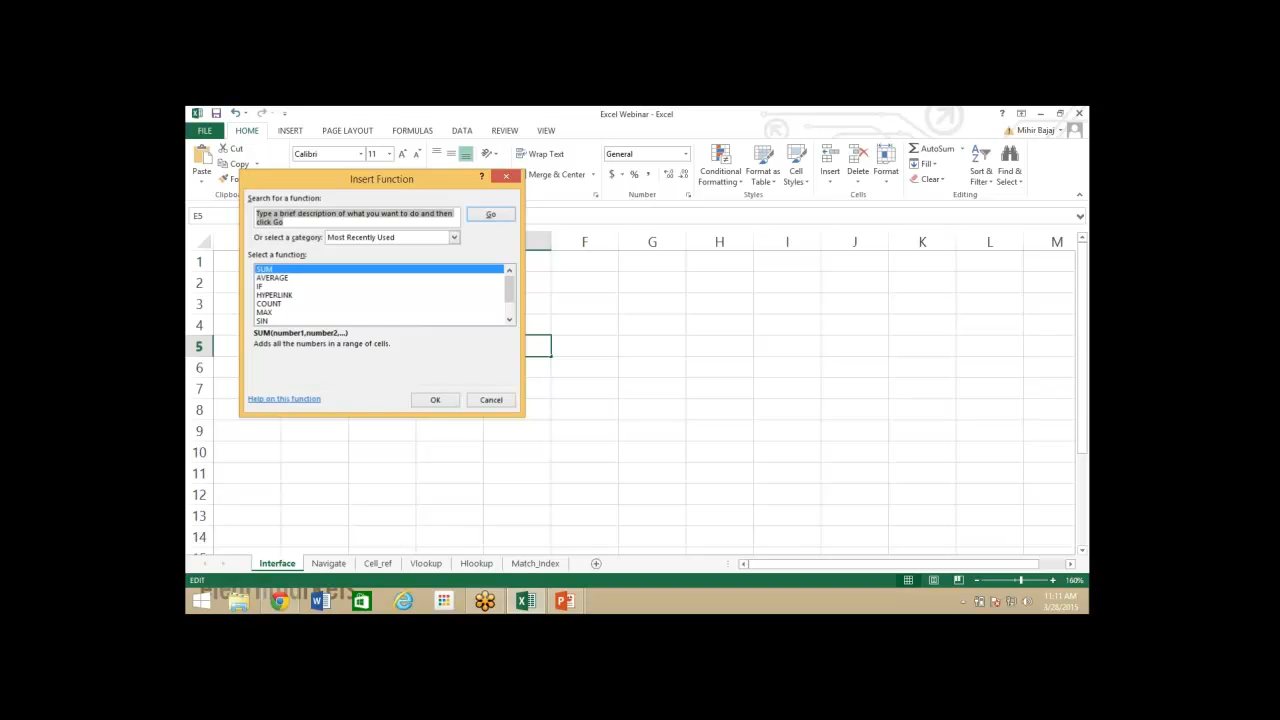 Excel Webinar - Excel
FILE HOME INSERT PAGE LAYOUT FORMULAS DATA REVIEW VIEW
Mihir Bajaj
Paste
Cut
Copy
Calibri 11
Wrap Text
Merge & Center
General
$ % ,
Number
Conditional Formatting
Format as Table
Cell Styles
Styles
Insert Delete Format
Cells
AutoSum
Fill
Clear
Sort & Filter
Find & Select
Editing
E5
Insert Function
Search for a function:
Type a brief description of what you want to do and then
click Go
Go
Or select a category: Most Recently Used
Select a function:
SUM
AVERAGE
IF
HYPERLINK
COUNT
MAX
SIN
SUM(number1,number2,...)
Adds all the numbers in a range of cells.
Help on this function
OK Cancel
F G H I J K L M
1
2
3
4
5
6
7
8
9
10
11
12
13
14
Interface Navigate Cell_ref Vlookup Hlookup Match_Index
EDIT
160%
11:11 AM
3/28/2015